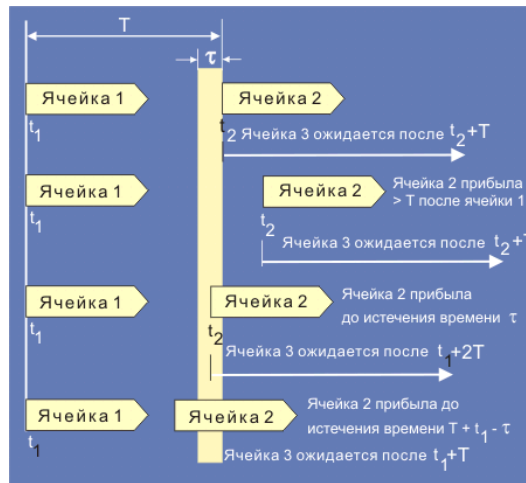 T
τ
Ячейка 1
Ячейка 2
t1
t2 Ячейка 3 ожидается после t2+T
Ячейка 1
Ячейка 2
Ячейка 2 прибыла
> T после ячейки 1
t1
t2
Ячейка 3 ожидается после t2+T
Ячейка 1
Ячейка 2
Ячейка 2 прибыла
до истечения времени τ
t1
t2
Ячейка 3 ожидается после t1+2T
Ячейка 1
Ячейка 2
Ячейка 2 прибыла до
истечения времени T + t1 - τ
t1
Ячейка 3 ожидается после t1+T